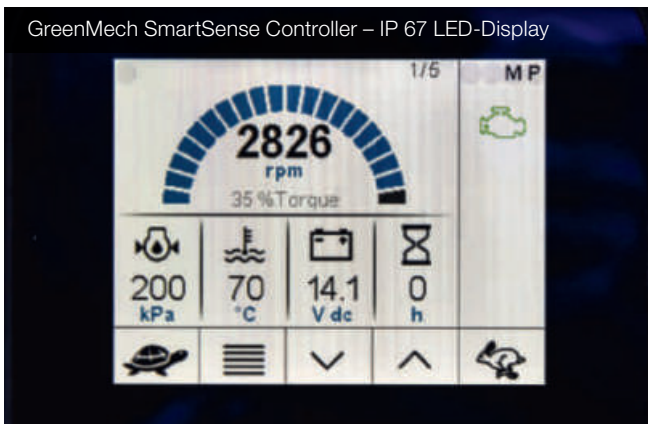 GreenMech SmartSense Controller – IP 67 LED-Display
1/5
M P
2826
rpm
35 %Torque
200
kPa
70
°C
14.1
V dc
0
h